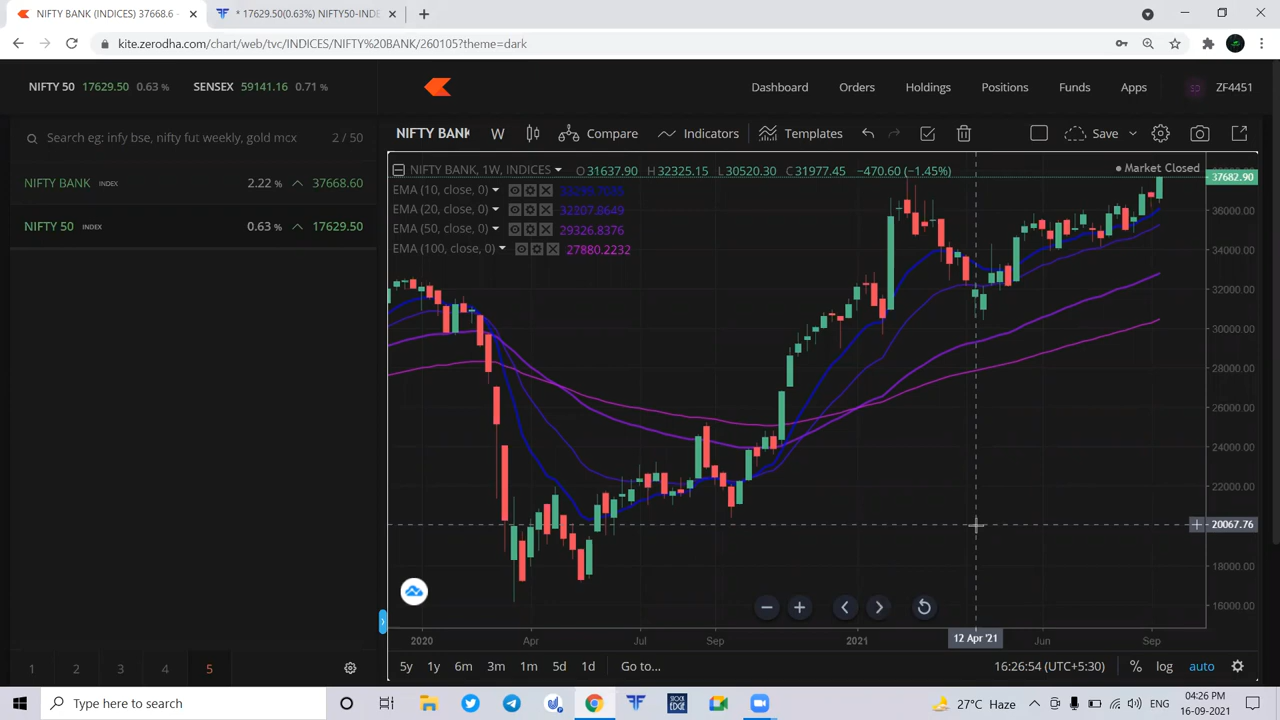 NIFTY BANK (INDICES) 37668.6 -
* 17629.50(0.63%) NIFTY50-INDE
kite.zerodha.com/chart/web/tvc/INDICES/NIFTY%20BANK/260105?theme=dark
NIFTY 50 17629.50 0.63 % SENSEX 59141.16 0.71 %
Dashboard Orders Holdings Positions Funds Apps ZF4451
Search eg: infy bse, nifty fut weekly, gold mcx 2 / 50
NIFTY BANK W Compare Indicators Templates Save
NIFTY BANK INDEX 2.22 % 37668.60
NIFTY 50 INDEX 0.63 % 17629.50
NIFTY BANK, 1W, INDICES O31637.90 H32325.15 L30520.30 C31977.45 −470.60 (−1.45%)
Market Closed
EMA (10, close, 0)
EMA (20, close, 0)
EMA (50, close, 0) 29326.8376
EMA (100, close, 0) 27880.2232
37682.90
36000.00
34000.00
32000.00
30000.00
28000.00
26000.00
24000.00
22000.00
20067.76
18000.00
16000.00
2020 Apr Jul Sep 2021 12 Apr '21 Jun Sep
1 2 3 4 5
5y 1y 6m 3m 1m 5d 1d Go to... 16:26:54 (UTC+5:30) % log auto
Type here to search
27°C Haze ENG 04:26 PM
16-09-2021